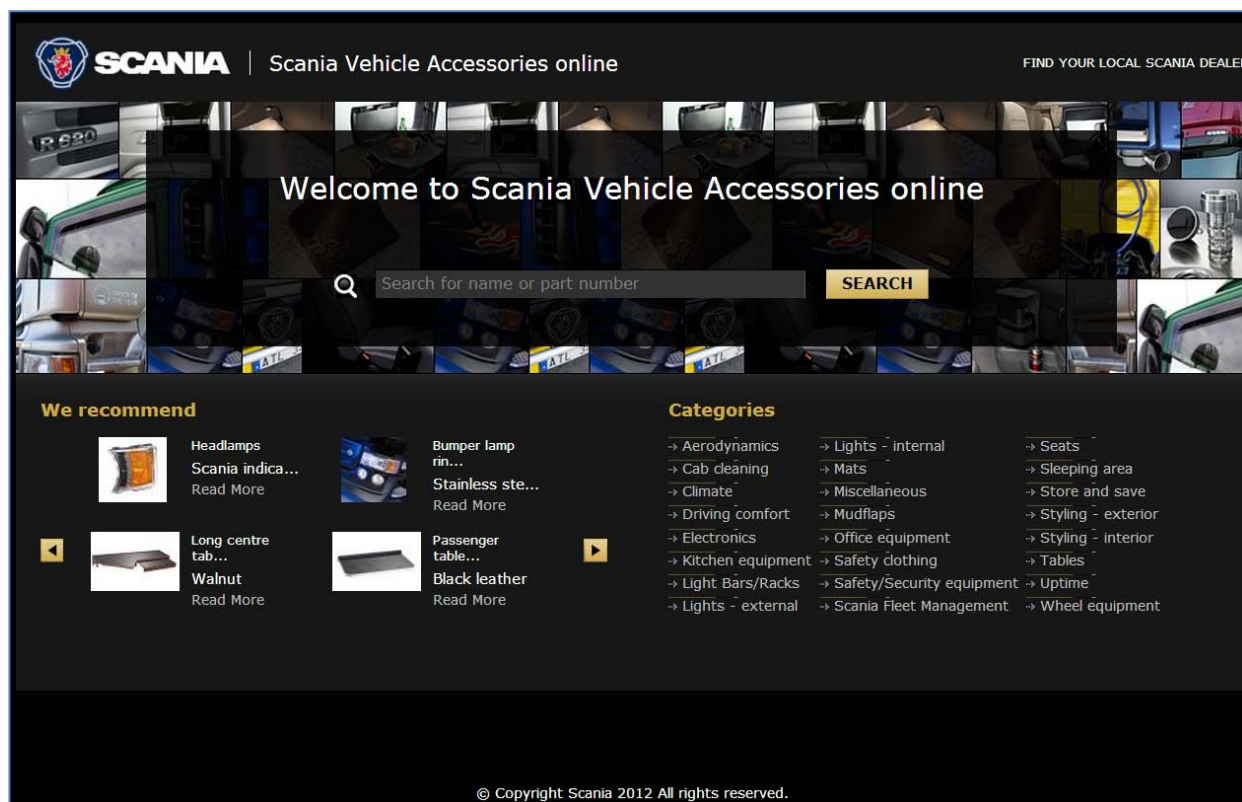 SCANIA
Scania Vehicle Accessories online
FIND YOUR LOCAL SCANIA DEALER
R 620
Welcome to Scania Vehicle Accessories online
Search for name or part number
SEARCH
ATL
ATL
ATL
We recommend
Headlamps
Scania indica...
Read More
Bumper lamp
rin...
Stainless ste...
Read More
Long centre
tab...
Walnut
Read More
Passenger
table...
Black leather
Read More
Categories
Aerodynamics
Cab cleaning
Climate
Driving comfort
Electronics
Kitchen equipment
Light Bars/Racks
Lights - external
Lights - internal
Mats
Miscellaneous
Mudflaps
Office equipment
Safety clothing
Safety/Security equipment
Scania Fleet Management
Seats
Sleeping area
Store and save
Styling - exterior
Styling - interior
Tables
Uptime
Wheel equipment
© Copyright Scania 2012 All rights reserved.